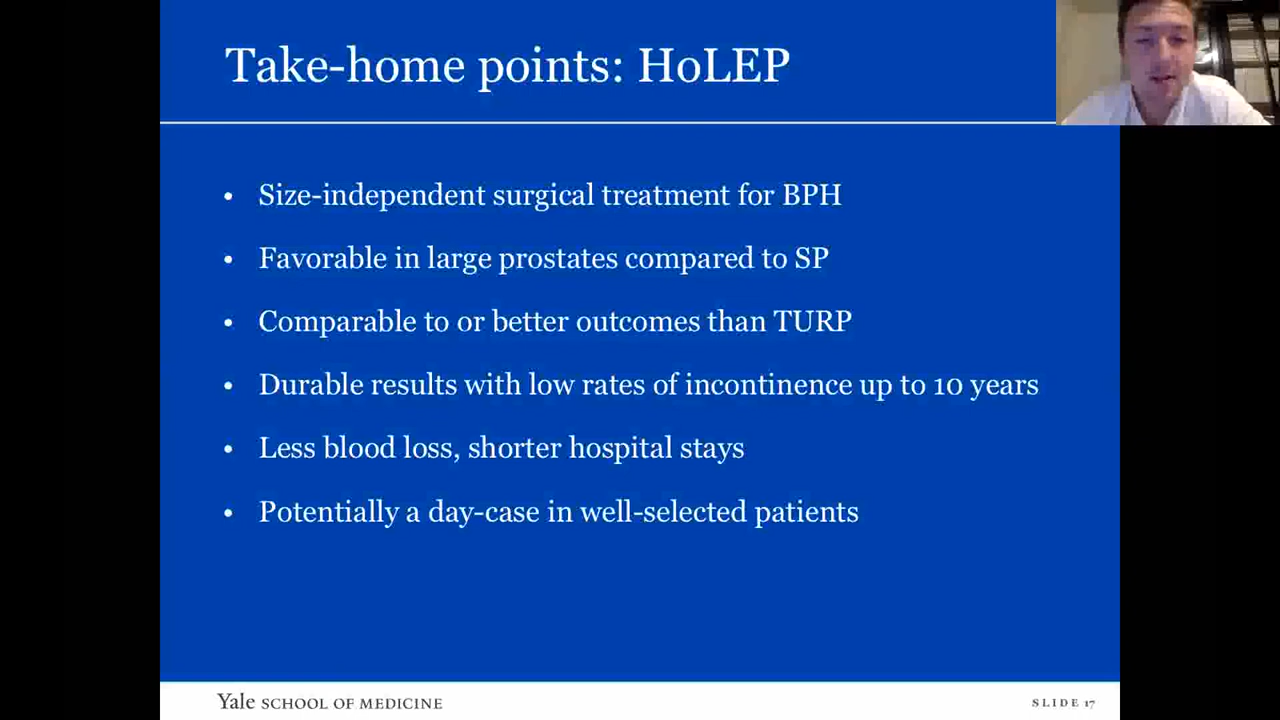 Take-home points: HoLEP
• Size-independent surgical treatment for BPH
• Favorable in large prostates compared to SP
• Comparable to or better outcomes than TURP
• Durable results with low rates of incontinence up to 10 years
• Less blood loss, shorter hospital stays
• Potentially a day-case in well-selected patients
Yale SCHOOL OF MEDICINE
SLIDE 17